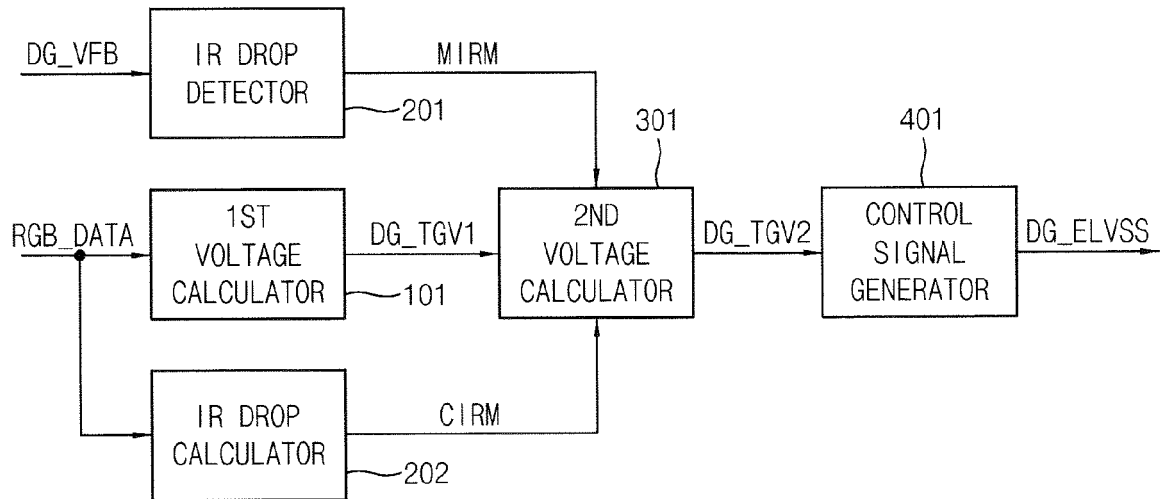 DG_VFB
IR DROP
DETECTOR
MIRM
201
301
401
RGB_DATA
1ST
VOLTAGE
CALCULATOR
DG_TGV1
101
2ND
VOLTAGE
CALCULATOR
DG_TGV2
CONTROL
SIGNAL
GENERATOR
DG_ELVSS
IR DROP
CALCULATOR
CIRM
202